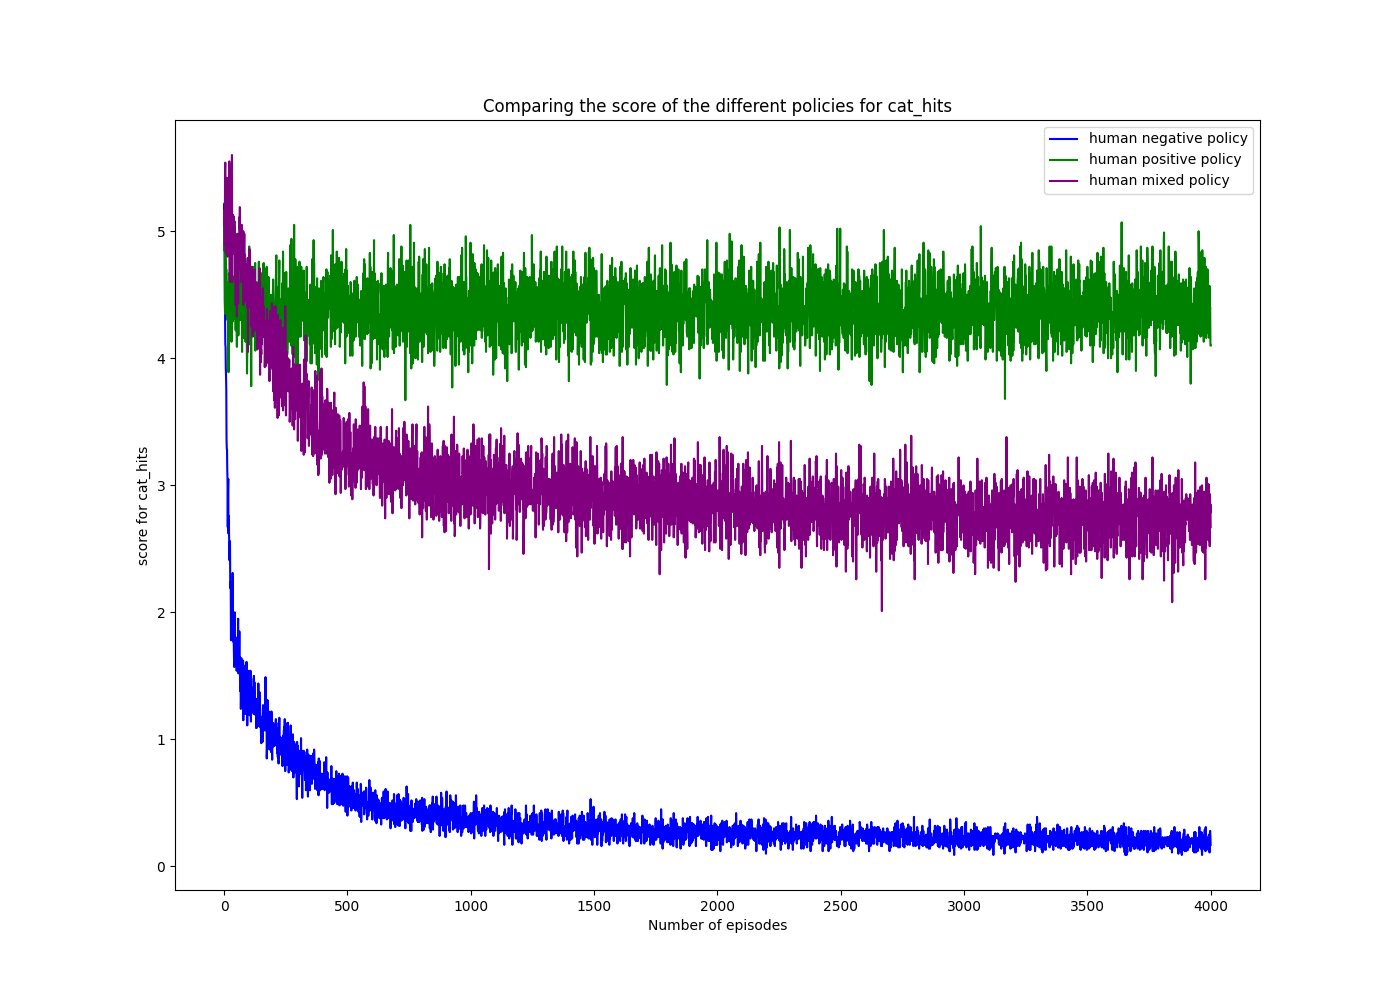 Comparing the score of the different policies for cat_hits
human negative policy
human positive policy
human mixed policy
score for cat_hits
5
4
3
2
1
0
0 500 1000 1500 2000 2500 3000 3500 4000
Number of episodes